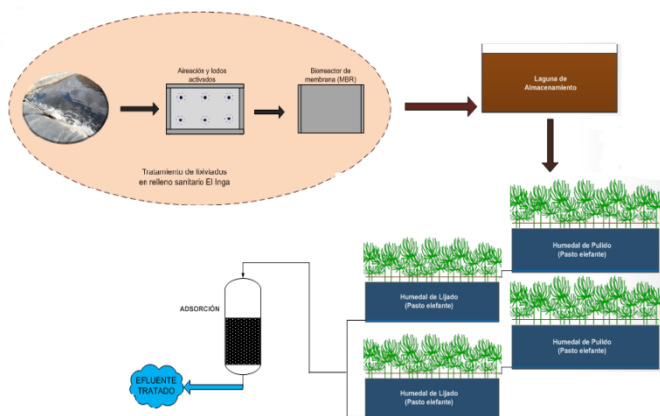 Aireación y lodos
activados
Biorreactor de
membrana (MBR)
Tratamiento de lixiviados
en relleno sanitario El Inga
Laguna de
Almacenamiento
Humedal de Pulido
(Pasto elefante)
Humedal de Lijado
(Pasto elefante)
Humedal de Pulido
(Pasto elefante)
Humedal de Lijado
(Pasto elefante)
ADSORCIÓN
EFLUENTE
TRATADO